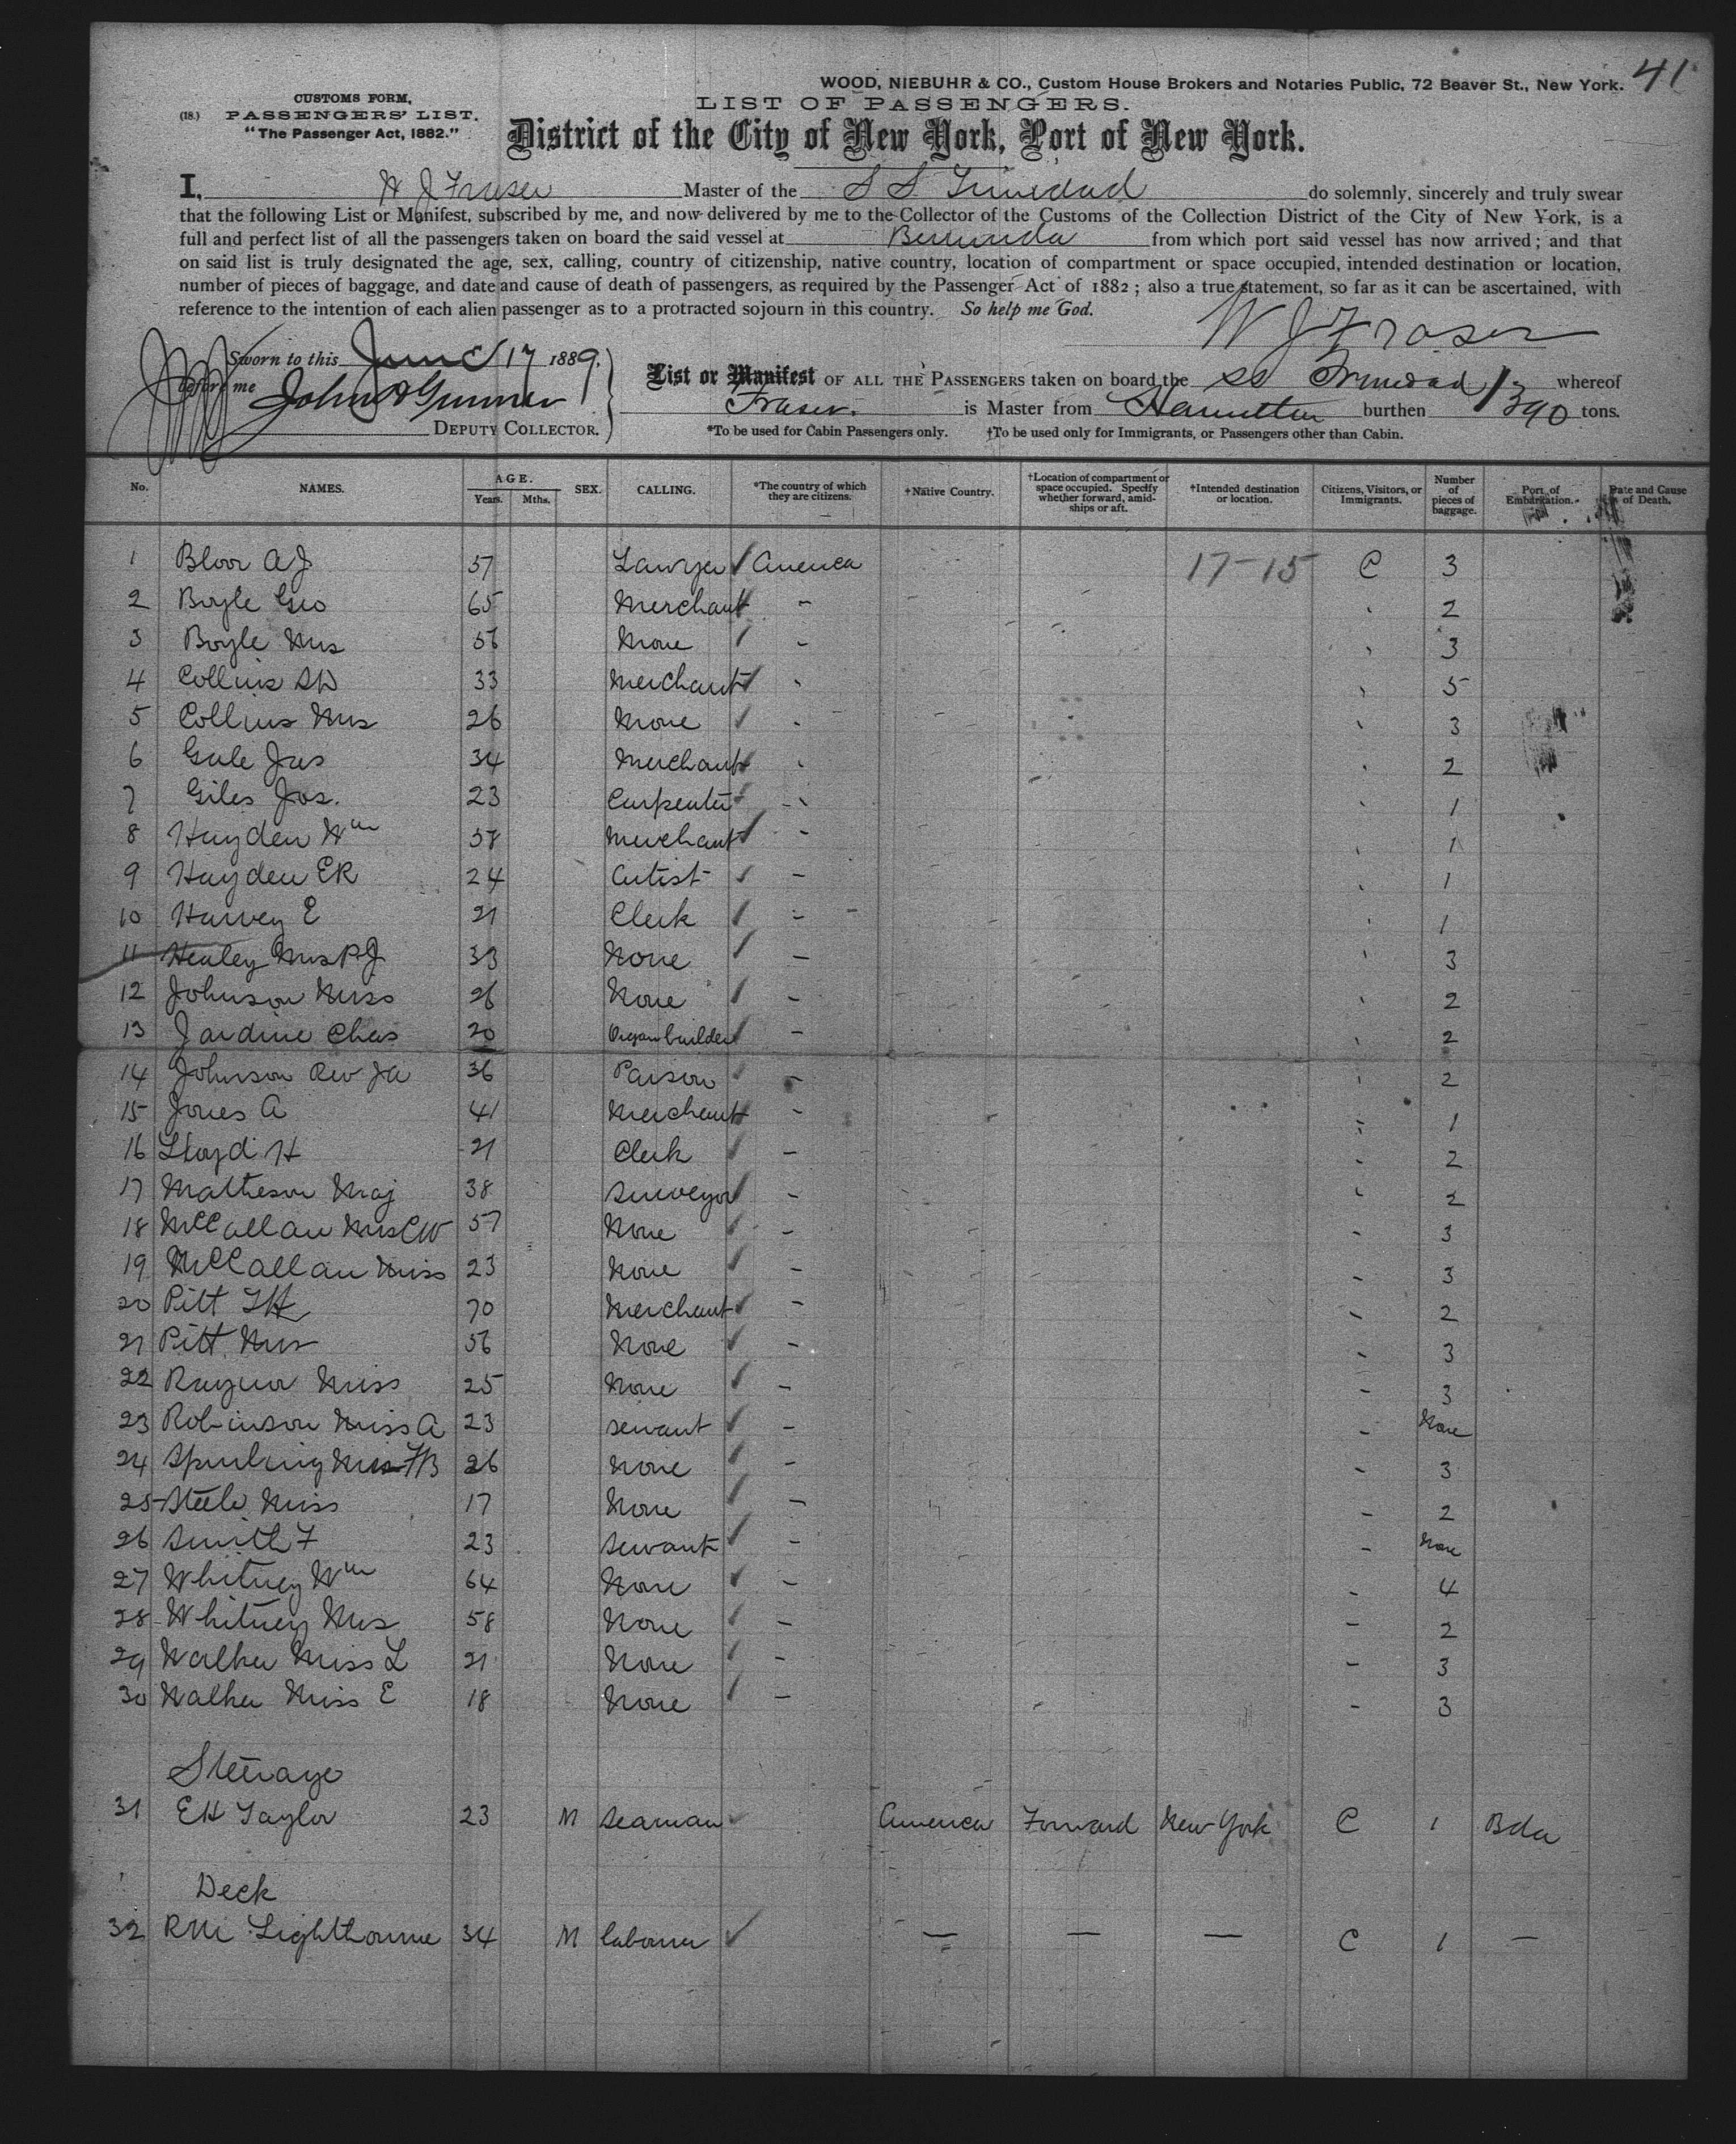 41
WOOD, NIEBUHR & CO., Custom House Brokers and Notaries Public, 72 Beaver St., New York.
CUSTOMS FORM,
(18.) PASSENGERS' LIST.
"The Passenger Act, 1882."
LIST OF PASSENGERS.
District of the City of New York, Port of New York.
I, W J Fraser Master of the S S Trinidad do solemnly, sincerely and truly swear
that the following List or Manifest, subscribed by me, and now delivered by me to the Collector of the Customs of the Collection District of the City of New York, is a
full and perfect list of all the passengers taken on board the said vessel at Bermuda from which port said vessel has now arrived; and that
on said list is truly designated the age, sex, calling, country of citizenship, native country, location of compartment or space occupied, intended destination or location,
number of pieces of baggage, and date and cause of death of passengers, as required by the Passenger Act of 1882; also a true statement, so far as it can be ascertained, with
reference to the intention of each alien passenger as to a protracted sojourn in this country. So help me God.
W J Fraser
Sworn to this June 17 1889.
before me John
DEPUTY COLLECTOR.
List or Manifest OF ALL THE PASSENGERS taken on board the SS Trinidad whereof
Fraser. is Master from Hamilton burthen 1390 tons.
*To be used for Cabin Passengers only. †To be used only for Immigrants, or Passengers other than Cabin.
No. NAMES. AGE. Years. Mths. SEX. CALLING. *The country of which they are citizens. †Native Country. †Location of compartment or space occupied. Specify whether forward, amidships or aft. †Intended destination or location. Citizens, Visitors, or Immigrants. Number of pieces of baggage. Port of Embarkation. Date and Cause of Death.
1 Bloor A J 57 Lawyer America 17-15 C 3
2 Boyle Geo 65 Merchant - 2
3 Boyle Mrs 56 None - 3
4 Collins SD 33 Merchant 5
5 Collins Mrs 26 None 3
6 Gale Jas 34 Merchant 2
7 Giles Jos. 23 Carpenter - 1
8 Hayden Wm 58 Merchant - 1
9 Hayden ER 24 Artist - 1
10 Harvey E 21 Clerk - 1
11 Henley Mrs P J 33 None - 3
12 Johnson Miss 26 None - 2
13 Jardine Chas 20 Organ builder - 2
14 Johnson Rev JA 36 Parson - 2
15 Jones A 41 Merchant - 1
16 Lloyd H 21 Clerk - 2
17 Matheson Maj 38 Surveyor - 2
18 McCallan Mrs CW 57 None - 3
19 McCallan Miss 23 None - 3
20 Pitt TH 70 Merchant - 2
21 Pitt Mrs 56 None - 3
22 Raynor Miss 25 None - 3
23 Robinson Miss A 23 Servant - None
24 Spurling Mrs TB 26 None - 3
25 Steele Miss 17 None - 2
26 Smith F 23 Servant - None
27 Whitney Wm 64 None - 4
28 Whitney Mrs 58 None - 2
29 Walker Miss L 21 None - 3
30 Walker Miss E 18 None - 3
Steerage
31 EH Taylor 23 M Seaman America Forward New York C 1 Bda
Deck
32 RM Lightbourne 34 M labourer — — — C 1 —